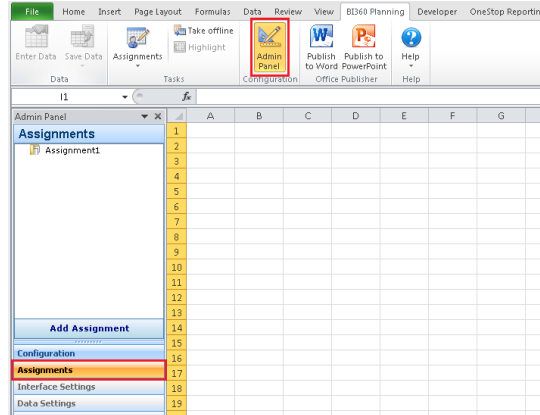 File Home Insert Page Layout Formulas Data Review View BI360 Planning Developer OneStop Reportin
Enter Data Save Data Assignments Take offline Highlight Admin Panel Publish to Word Publish to PowerPoint Help
Data Tasks Configuration Office Publisher Help
I1 fx
Admin Panel A B C D E F G
Assignments 1
Assignment1 2
3
4
5
6
7
8
9
10
11
12
13
Add Assignment 14
15
Configuration 16
Assignments 17
Interface Settings 18
Data Settings 19